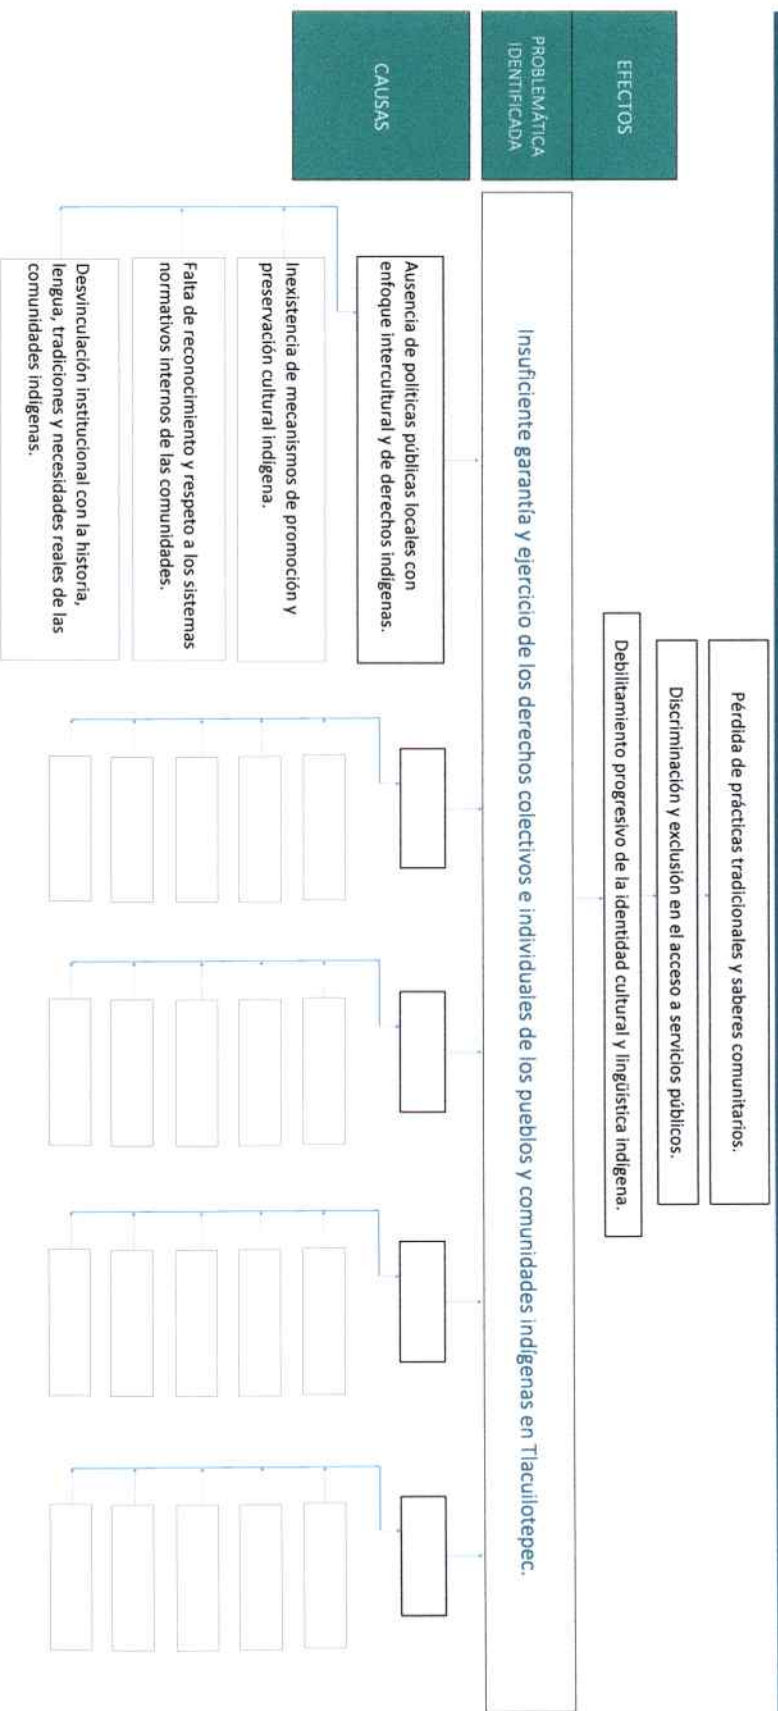 Pérdida de prácticas tradicionales y saberes comunitarios.
Discriminación y exclusión en el acceso a servicios públicos.
EFECTOS
Debilitamiento progresivo de la identidad cultural y lingüística indígena.
PROBLEMÁTICA
IDENTIFICADA
Insuficiente garantía y ejercicio de los derechos colectivos e individuales de los pueblos y comunidades indígenas en Tlacuilotepec.
CAUSAS
Ausencia de políticas públicas locales con
enfoque intercultural y de derechos indígenas.
Inexistencia de mecanismos de promoción y
preservación cultural indígena.
Falta de reconocimiento y respeto a los sistemas
normativos internos de las comunidades.
Desvinculación institucional con la historia,
lengua, tradiciones y necesidades reales de las
comunidades indígenas.